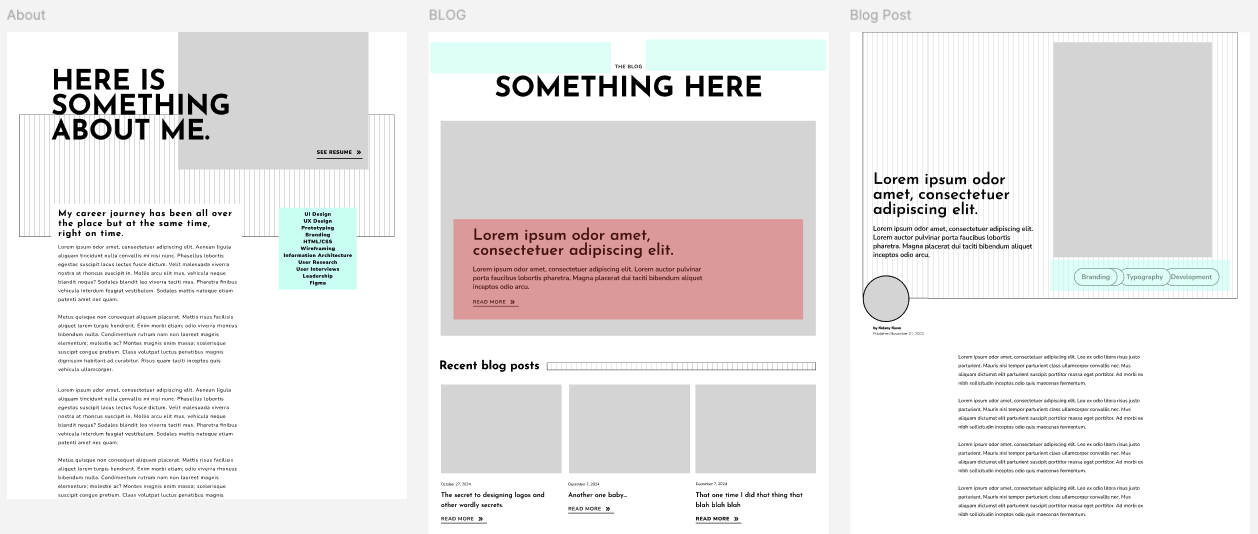 About
HERE IS
SOMETHING
ABOUT ME.
SEE RESUME »
My career journey has been all over
the place but at the same time,
right on time.
Lorem ipsum odor amet, consectetuer adipiscing elit. Aenean ligula
aliquam tincidunt nulla convallis mi nisi nunc. Phasellus lobortis
egestas suscipit lacus lectus fusce dictum. Velit malesuada viverra
nostra at rhoncus suscipit in. Mollis arcu elit mus, vehicula neque
blandit neque? Sodales blandit leo vivamus dapibus. Pharetra finibus
vehicula interdum feugiat vestibulum. Sodales mattis natoque etiam
patenti amet nunc.
Metus quisque non consequat aliquam placerat. Mattis risus facilisis
aliquet lorem turpis hendrerit. Enim morbi etiam; odio viverra rhoncus
bibendum nulla. Condimentum rutrum nam locus magnis
elementum; molestie ac? Montes magnis enim massa; scelerisque
suscipit congue pretium. Class volutpat luctus penatibus magnis
dignissim habitant ad curabitur. Risus quam taciti inceptos quis
vehicula ullamcorper.
Lorem ipsum odor amet, consectetuer adipiscing elit. Aenean ligula
aliquam tincidunt nulla convallis mi nisi nunc. Phasellus lobortis
egestas suscipit lacus lectus fusce dictum. Velit malesuada viverra
nostra at rhoncus suscipit in. Mollis arcu elit mus, vehicula neque
blandit neque? Sodales blandit leo vivamus dapibus. Pharetra finibus
vehicula interdum feugiat vestibulum. Sodales mattis natoque etiam
patenti amet nunc.
Metus quisque non consequat aliquam placerat. Mattis risus facilisis
aliquet lorem turpis hendrerit. Enim morbi etiam; odio viverra rhoncus
bibendum nulla. Condimentum rutrum nam locus magnis
elementum; molestie ac? Montes magnis enim massa; scelerisque
suscipit congue pretium. Class volutpat luctus penatibus magnis
UI Design
UX Design
Prototyping
Branding
HTML/CSS
Wireframing
Information Architecture
User Research
User Interviews
Leadership
Figma
BLOG
THE BLOG
SOMETHING HERE
Lorem ipsum odor amet,
consectetuer adipiscing elit.
Lorem ipsum odor amet, consectetuer adipiscing elit. Lorem auctor pulvinar
porta faucibus lobortis pharetra. Magna placerat dui taciti bibendum aliquet
inceptos odio arcu.
READ MORE »
Recent blog posts
October 27, 2024
The secret to designing logos and
other wordly secrets.
READ MORE »
December 7, 2024
Another one baby...
READ MORE »
December 7, 2024
That one time I did that thing that
blah blah blah
READ MORE »
Blog Post
Lorem ipsum odor
amet, consectetuer
adipiscing elit.
Lorem ipsum odor amet, consectetuer adipiscing elit.
Lorem auctor pulvinar porta faucibus lobortis
pharetra. Magna placerat dui taciti bibendum aliquet
inceptos odio arcu.
Branding
Typography
Development
Published November 21, 2024
Lorem ipsum odor amet, consectetuer adipiscing elit. Leo ex odio litora risus justo
parturient. Mauris nisi tempor parturient class ullamcorper convallis nec. Mus
aliquam dictumst elit parturient suscipit porttitor massa eget porttitor. Ad morbi ex
nibh sollicitudin inceptos odio quis maecenas fermentum.
Lorem ipsum odor amet, consectetuer adipiscing elit. Leo ex odio litora risus justo
parturient. Mauris nisi tempor parturient class ullamcorper convallis nec. Mus
aliquam dictumst elit parturient suscipit porttitor massa eget porttitor. Ad morbi ex
nibh sollicitudin inceptos odio quis maecenas fermentum.
Lorem ipsum odor amet, consectetuer adipiscing elit. Leo ex odio litora risus justo
parturient. Mauris nisi tempor parturient class ullamcorper convallis nec. Mus
aliquam dictumst elit parturient suscipit porttitor massa eget porttitor. Ad morbi ex
nibh sollicitudin inceptos odio quis maecenas fermentum.
Lorem ipsum odor amet, consectetuer adipiscing elit. Leo ex odio litora risus justo
parturient. Mauris nisi tempor parturient class ullamcorper convallis nec. Mus
aliquam dictumst elit parturient suscipit porttitor massa eget porttitor. Ad morbi ex
nibh sollicitudin inceptos odio quis maecenas fermentum.